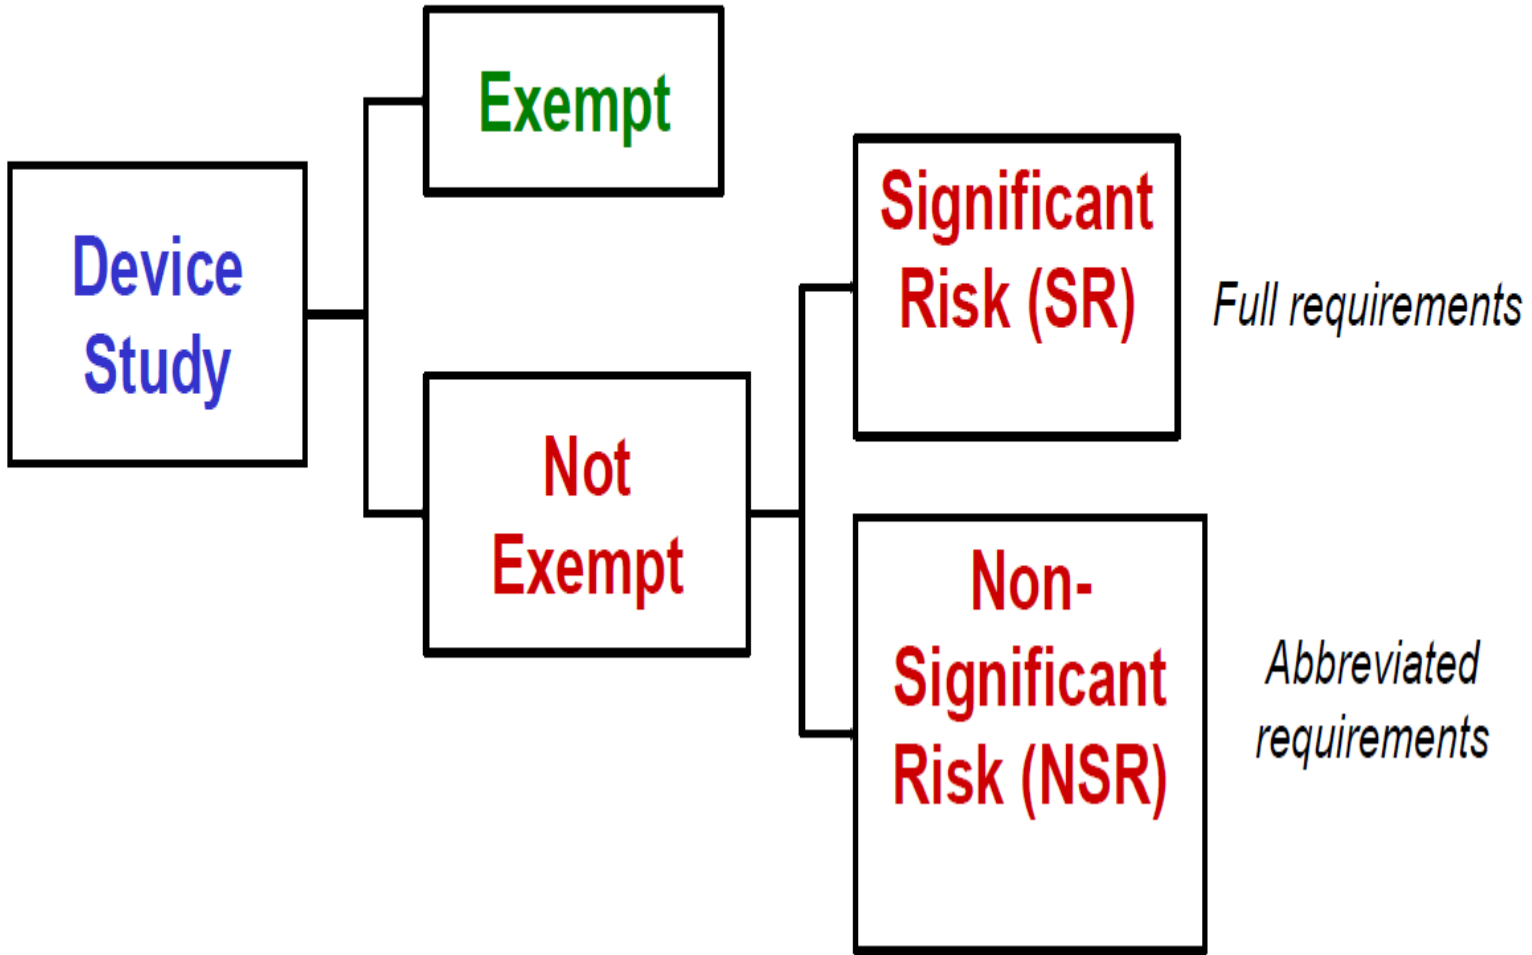 Exempt
Device
Study
Not
Exempt
Significant
Risk (SR)
Full requirements
Non-
Significant
Risk (NSR)
Abbreviated
requirements